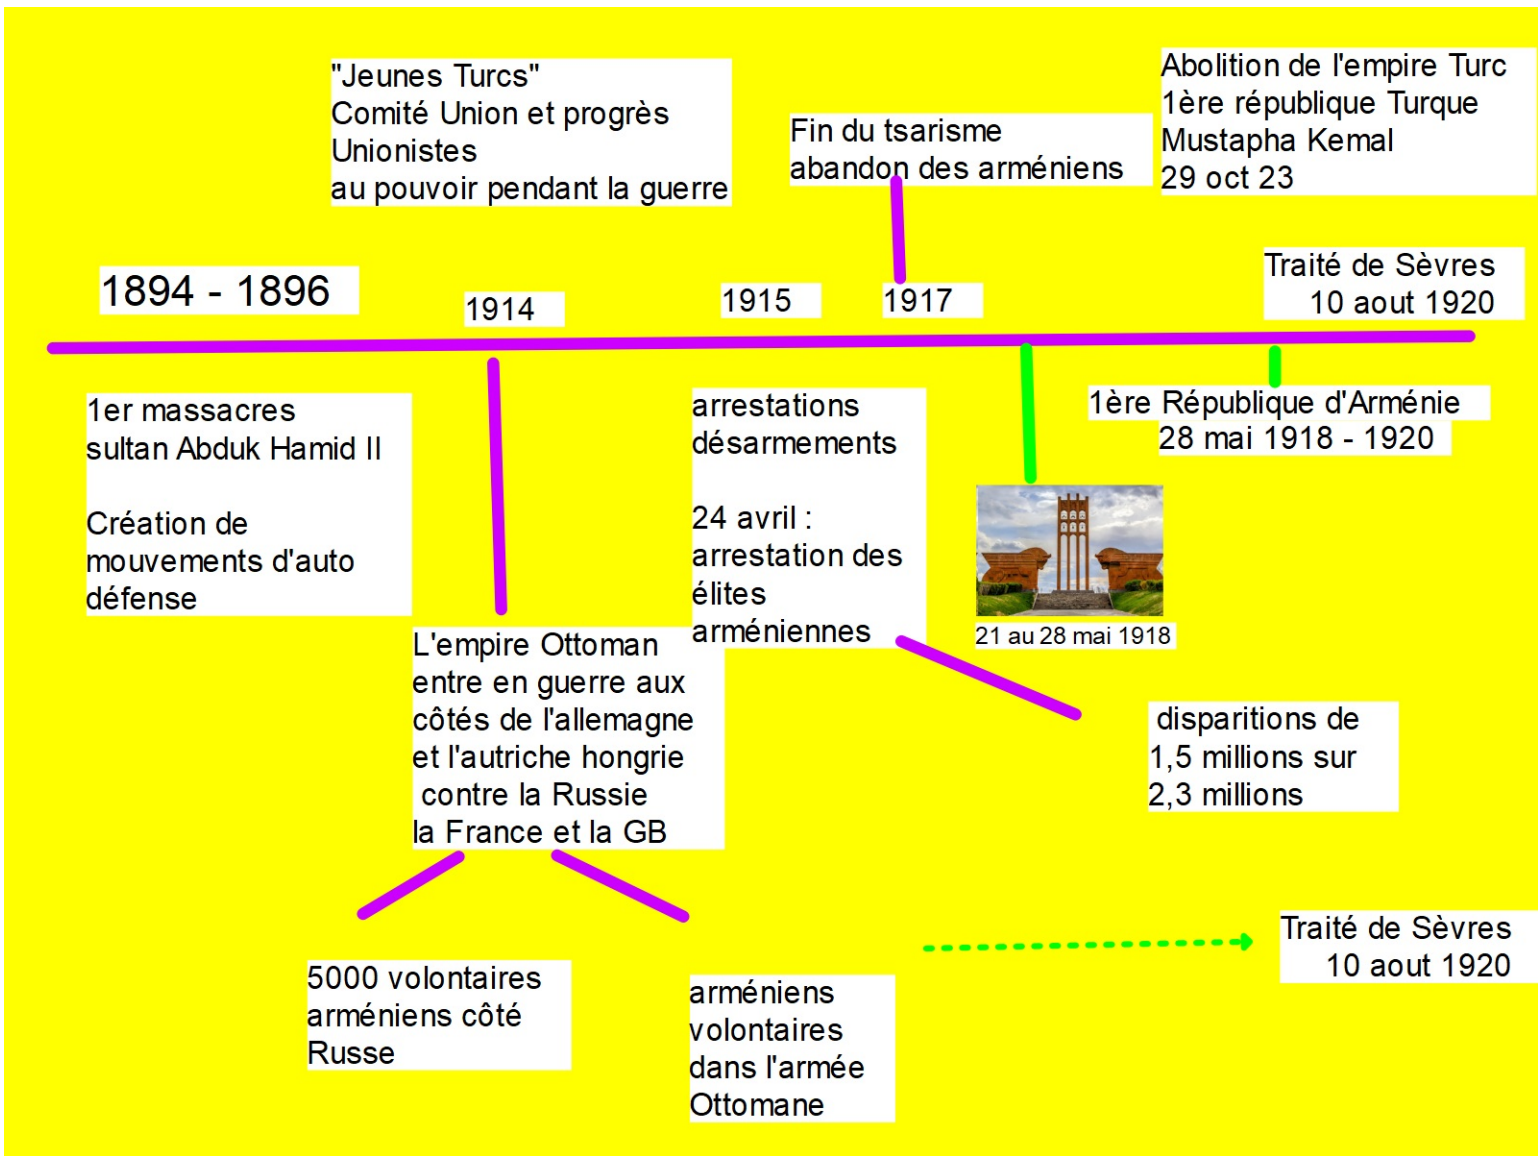 "Jeunes Turcs"
Comité Union et progrès
Unionistes
au pouvoir pendant la guerre
Fin du tsarisme
abandon des arméniens
Abolition de l'empire Turc
1ère république Turque
Mustapha Kemal
29 oct 23
1894 - 1896
1914
1915
1917
Traité de Sèvres
10 aout 1920
1er massacres
sultan Abduk Hamid II
Création de
mouvements d'auto
défense
arrestations
désarmements
24 avril :
arrestation des
élites
arméniennes
1ère République d'Arménie
28 mai 1918 - 1920
21 au 28 mai 1918
L'empire Ottoman
entre en guerre aux
côtés de l'allemagne
et l'autriche hongrie
contre la Russie
la France et la GB
disparitions de
1,5 millions sur
2,3 millions
5000 volontaires
arméniens côté
Russe
arméniens
volontaires
dans l'armée
Ottomane
Traité de Sèvres
10 aout 1920